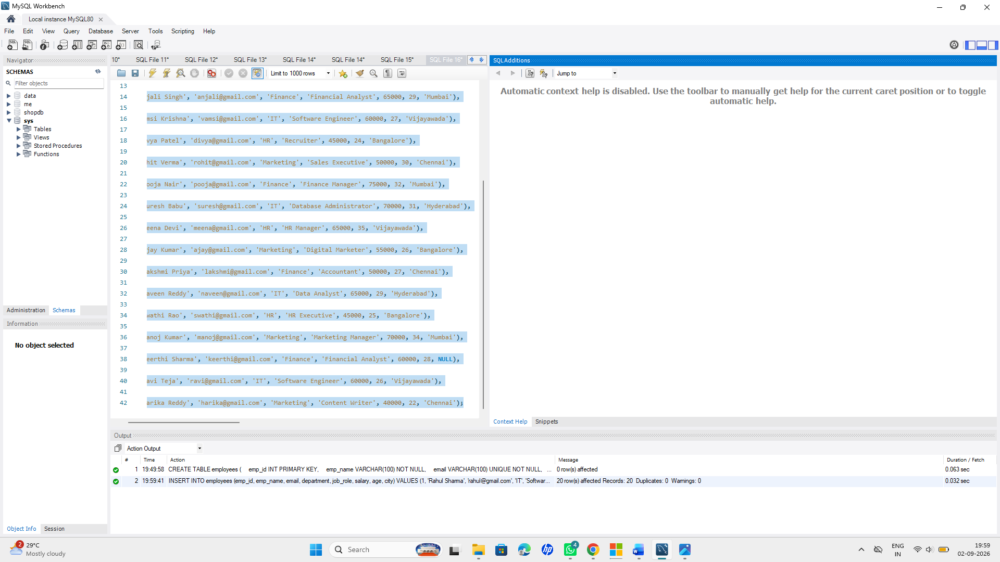 MySQL Workbench
Local instance MySQL80
File Edit View Query Database Server Tools Scripting Help
Navigator
SCHEMAS
Filter objects
data
me
shopdb
sys
Tables
Views
Stored Procedures
Functions
Administration Schemas
Information
No object selected
Object Info Session
10* SQL File 11* SQL File 12* SQL File 13* SQL File 14* SQL File 14* SQL File 15* SQL File 16*
Limit to 1000 rows
13
14 jali Singh', 'anjali@gmail.com', 'Finance', 'Financial Analyst', 65000, 29, 'Mumbai'),
15
16 msi Krishna', 'vamsi@gmail.com', 'IT', 'Software Engineer', 60000, 27, 'Vijayawada'),
17
18 vya Patel', 'divya@gmail.com', 'HR', 'Recruiter', 45000, 24, 'Bangalore'),
19
20 hit Verma', 'rohit@gmail.com', 'Marketing', 'Sales Executive', 50000, 30, 'Chennai'),
21
22 ooja Nair', 'pooja@gmail.com', 'Finance', 'Finance Manager', 75000, 32, 'Mumbai'),
23
24 uresh Babu', 'suresh@gmail.com', 'IT', 'Database Administrator', 70000, 31, 'Hyderabad'),
25
26 eena Devi', 'meena@gmail.com', 'HR', 'HR Manager', 65000, 35, 'Vijayawada'),
27
28 jay Kumar', 'ajay@gmail.com', 'Marketing', 'Digital Marketer', 55000, 26, 'Bangalore'),
29
30 akshmi Priya', 'lakshmi@gmail.com', 'Finance', 'Accountant', 50000, 27, 'Chennai'),
31
32 aveen Reddy', 'naveen@gmail.com', 'IT', 'Data Analyst', 65000, 29, 'Hyderabad'),
33
34 wathi Rao', 'swathi@gmail.com', 'HR', 'HR Executive', 45000, 25, 'Bangalore'),
35
36 anoj Kumar', 'manoj@gmail.com', 'Marketing', 'Marketing Manager', 70000, 34, 'Mumbai'),
37
38 eerthi Sharma', 'keerthi@gmail.com', 'Finance', 'Financial Analyst', 60000, 28, NULL),
39
40 avi Teja', 'ravi@gmail.com', 'IT', 'Software Engineer', 60000, 26, 'Vijayawada'),
41
42 arika Reddy', 'harika@gmail.com', 'Marketing', 'Content Writer', 40000, 22, 'Chennai');
SQLAdditions
Jump to
Automatic context help is disabled. Use the toolbar to manually get help for the current caret position or to toggle
automatic help.
Context Help Snippets
Output
Action Output
# Time Action Message Duration / Fetch
1 19:49:58 CREATE TABLE employees ( emp_id INT PRIMARY KEY, emp_name VARCHAR(100) NOT NULL, email VARCHAR(100) UNIQUE NOT NULL, ... 0 row(s) affected 0.063 sec
2 19:59:41 INSERT INTO employees (emp_id, emp_name, email, department, job_role, salary, age, city) VALUES (1, 'Rahul Sharma', 'rahul@gmail.com', 'IT', 'Softwar... 20 row(s) affected Records: 20 Duplicates: 0 Warnings: 0 0.032 sec
2
29°C
Mostly cloudy
Search
4
ENG
IN
19:59
02-09-2026